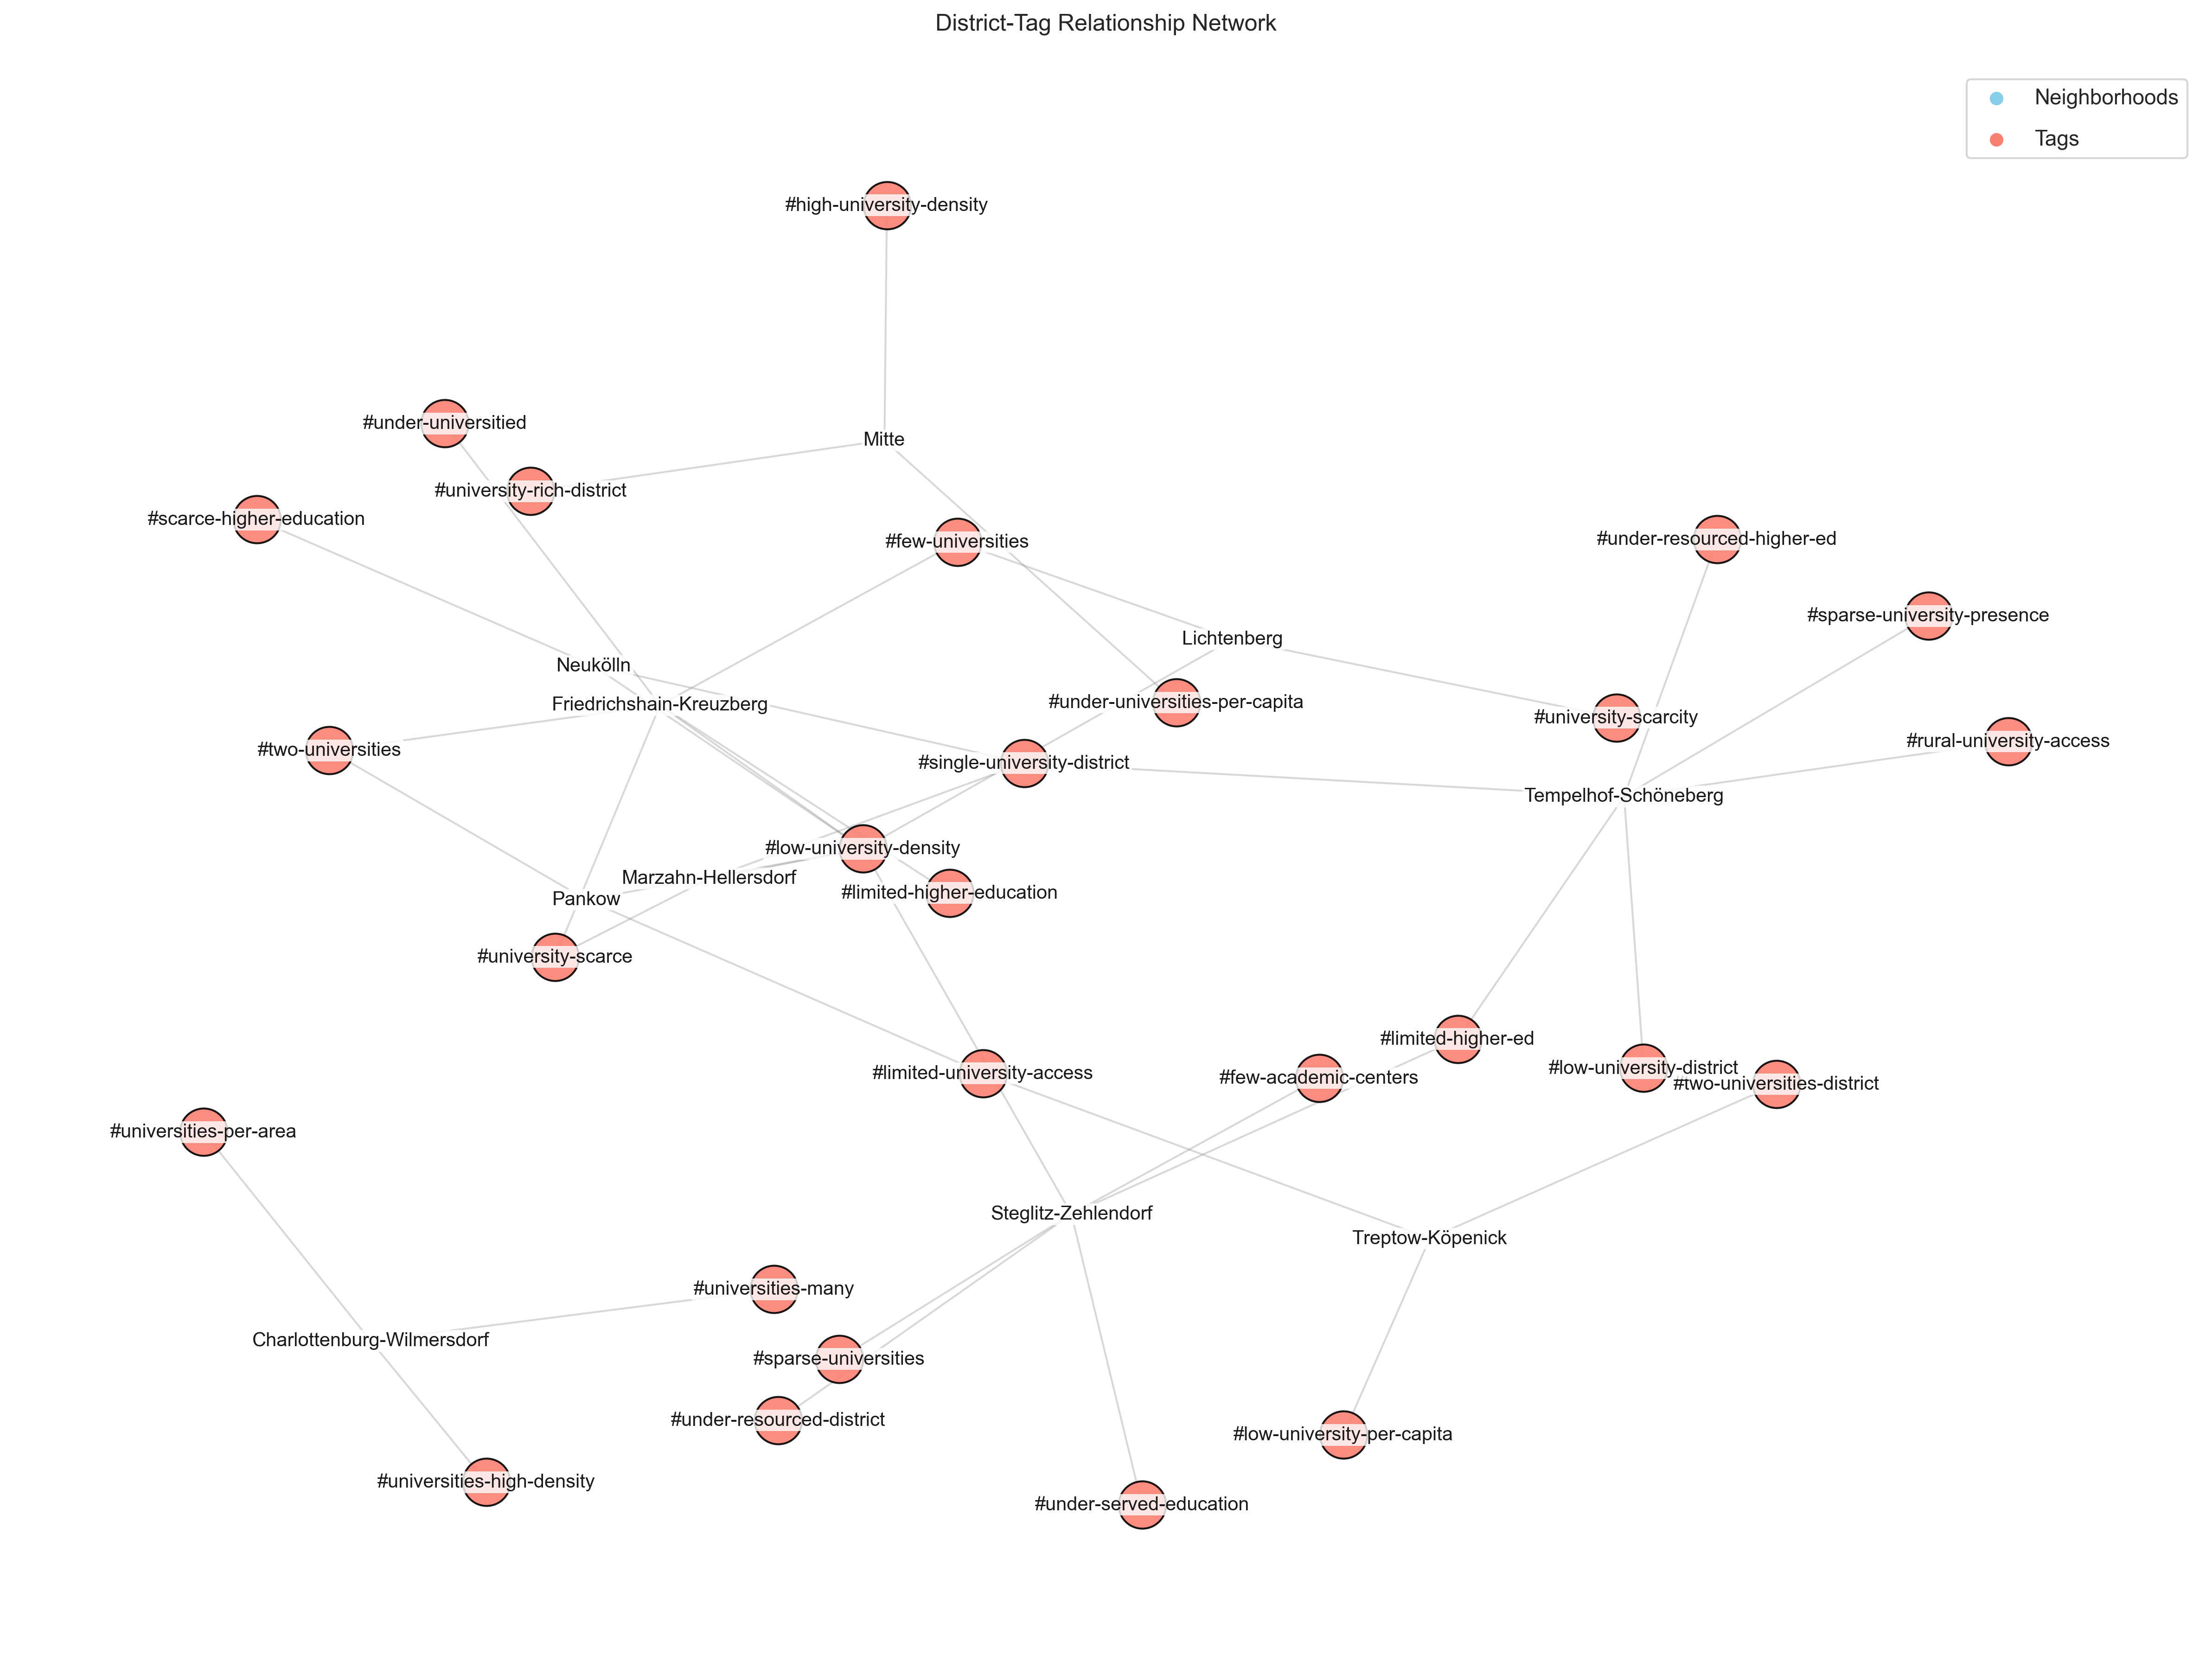 District-Tag Relationship Network
Neighborhoods
Tags
#high-university-density
#under-universitied
Mitte
#university-rich-district
#scarce-higher-education
#few-universities
#under-resourced-higher-ed
#sparse-university-presence
Lichtenberg
Neukölln
Friedrichshain-Kreuzberg
#under-universities-per-capita
#university-scarcity
#rural-university-access
#two-universities
#single-university-district
Tempelhof-Schöneberg
#low-university-density
Marzahn-Hellersdorf
#limited-higher-education
Pankow
#university-scarce
#limited-higher-ed
#low-university-district
#limited-university-access
#few-academic-centers
#two-universities-district
#universities-per-area
Steglitz-Zehlendorf
Treptow-Köpenick
#universities-many
Charlottenburg-Wilmersdorf
#sparse-universities
#under-resourced-district
#low-university-per-capita
#universities-high-density
#under-served-education